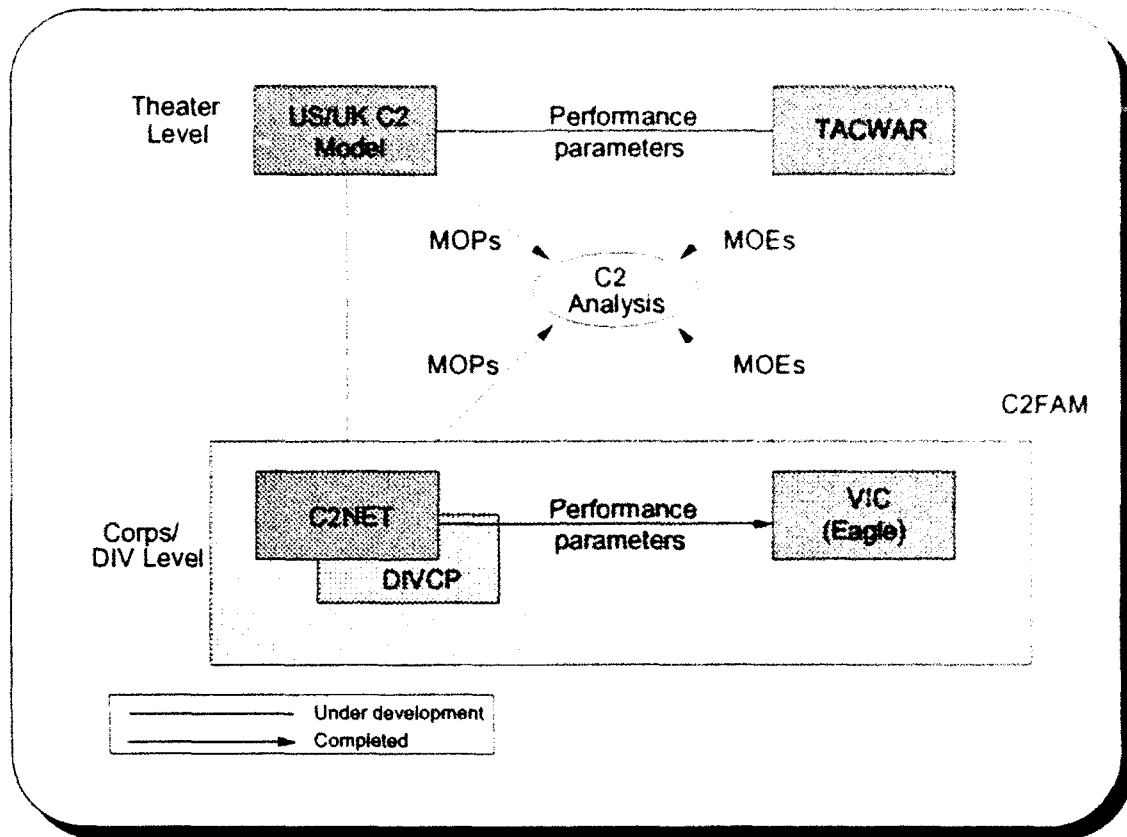 Theater
Level
US/UK C2
Model
Performance
parameters
TACWAR
MOPs
MOEs
C2
Analysis
MOPs
MOEs
C2FAM
Corps/
DIV Level
C2NET
DIVCP
Performance
parameters
VIC
(Eagle)
Under development
Completed